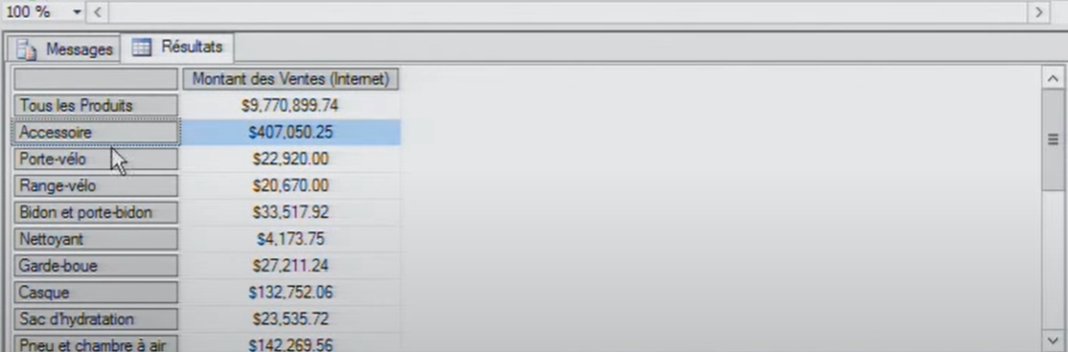 100 %
Messages Résultats
Montant des Ventes (Internet)
Tous les Produits $9,770,899.74
Accessoire $407,050.25
Porte-vélo $22,920.00
Range-vélo $20,670.00
Bidon et porte-bidon $33,517.92
Nettoyant $4,173.75
Garde-boue $27,211.24
Casque $132,752.06
Sac d'hydratation $23,535.72
Pneu et chambre à air $142,269.56